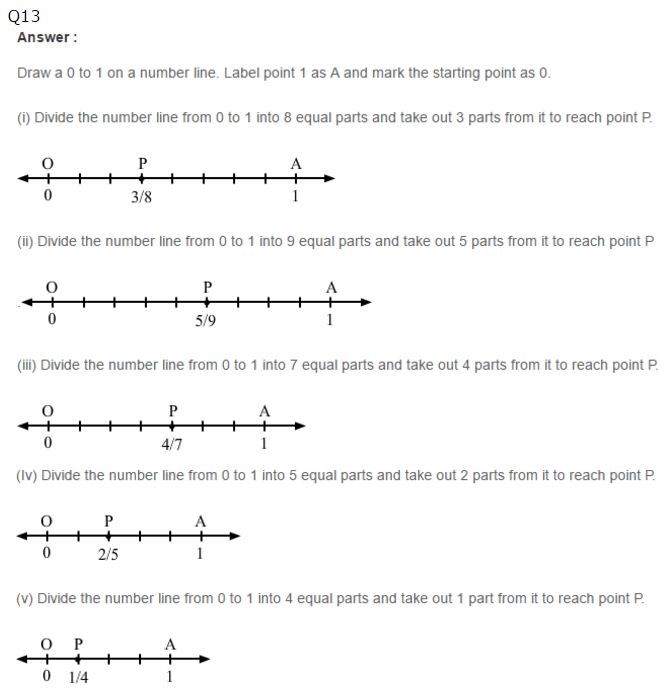 Q13
Answer :
Draw a 0 to 1 on a number line. Label point 1 as A and mark the starting point as 0.
(i) Divide the number line from 0 to 1 into 8 equal parts and take out 3 parts from it to reach point P.
O P A
0 3/8 1
(ii) Divide the number line from 0 to 1 into 9 equal parts and take out 5 parts from it to reach point P
O P A
0 5/9 1
(iii) Divide the number line from 0 to 1 into 7 equal parts and take out 4 parts from it to reach point P.
O P A
0 4/7 1
(Iv) Divide the number line from 0 to 1 into 5 equal parts and take out 2 parts from it to reach point P.
O P A
0 2/5 1
(v) Divide the number line from 0 to 1 into 4 equal parts and take out 1 part from it to reach point P.
O P A
0 1/4 1